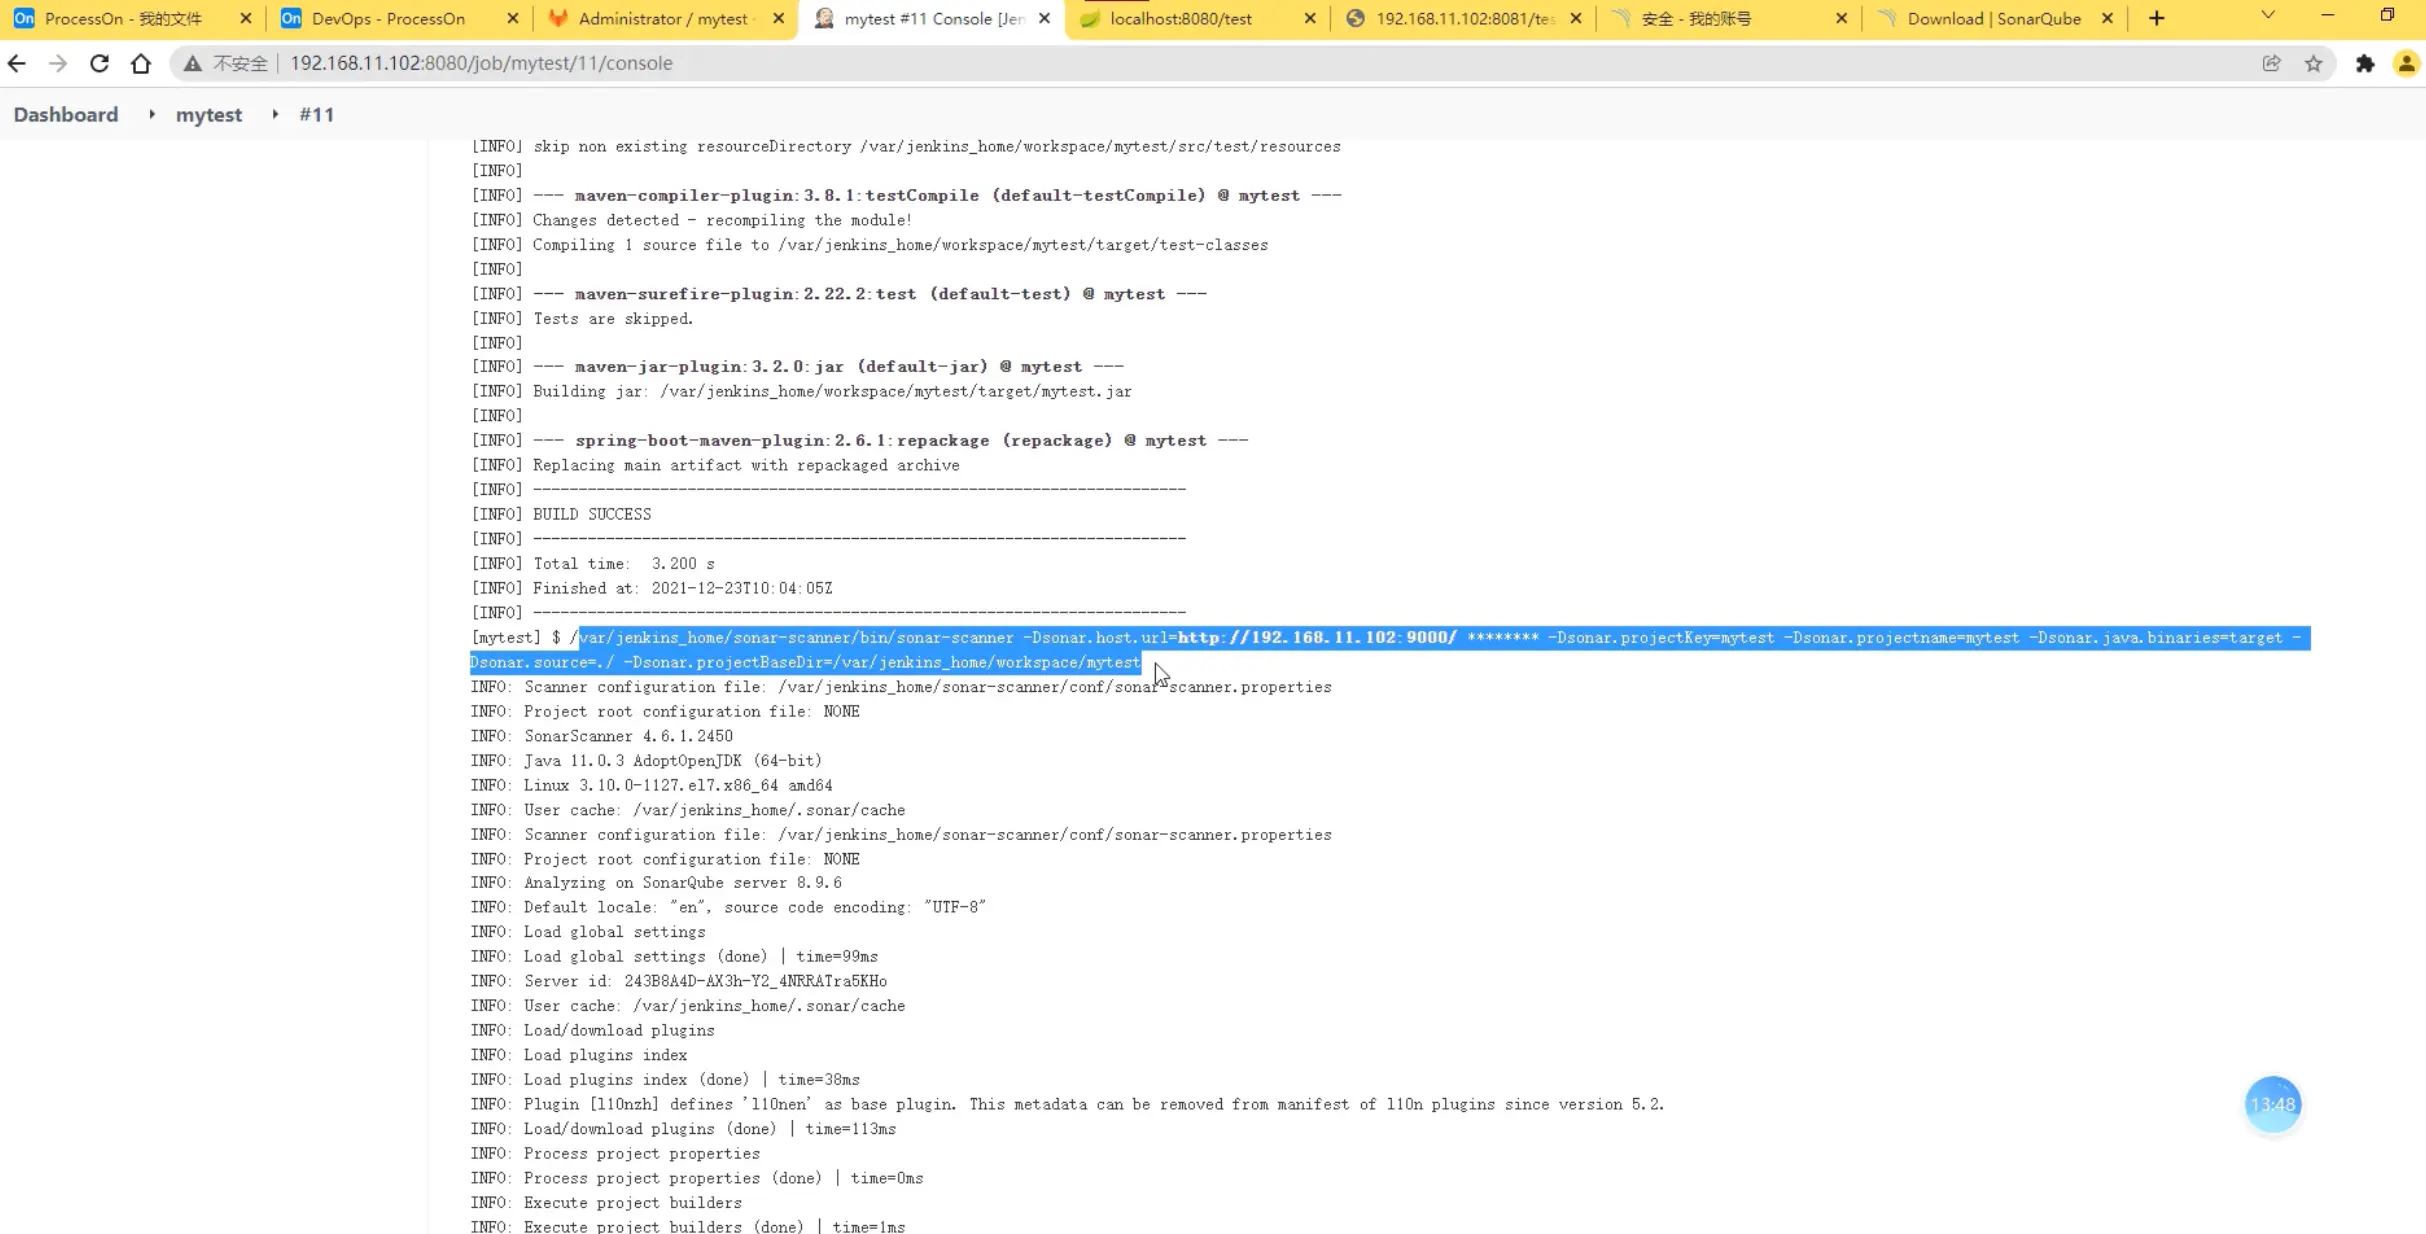 ProcessOn - 我的文件
DevOps - ProcessOn
Administrator / mytest
mytest #11 Console [Jen
localhost:8080/test
192.168.11.102:8081/tes
安全 - 我的账号
Download | SonarQube
不安全 | 192.168.11.102:8080/job/mytest/11/console
Dashboard mytest #11
[INFO] skip non existing resourceDirectory /var/jenkins_home/workspace/mytest/src/test/resources
[INFO]
[INFO] --- maven-compiler-plugin:3.8.1:testCompile (default-testCompile) @ mytest ---
[INFO] Changes detected - recompiling the module!
[INFO] Compiling 1 source file to /var/jenkins_home/workspace/mytest/target/test-classes
[INFO]
[INFO] --- maven-surefire-plugin:2.22.2:test (default-test) @ mytest ---
[INFO] Tests are skipped.
[INFO]
[INFO] --- maven-jar-plugin:3.2.0:jar (default-jar) @ mytest ---
[INFO] Building jar: /var/jenkins_home/workspace/mytest/target/mytest.jar
[INFO]
[INFO] --- spring-boot-maven-plugin:2.6.1:repackage (repackage) @ mytest ---
[INFO] Replacing main artifact with repackaged archive
[INFO] ------------------------------------------------------------------------
[INFO] BUILD SUCCESS
[INFO] ------------------------------------------------------------------------
[INFO] Total time:  3.200 s
[INFO] Finished at: 2021-12-23T10:04:05Z
[INFO] ------------------------------------------------------------------------
[mytest] $ /var/jenkins_home/sonar-scanner/bin/sonar-scanner -Dsonar.host.url=http://192.168.11.102:9000/ ******** -Dsonar.projectKey=mytest -Dsonar.projectname=mytest -Dsonar.java.binaries=target -
Dsonar.source=./ -Dsonar.projectBaseDir=/var/jenkins_home/workspace/mytest
INFO: Scanner configuration file: /var/jenkins_home/sonar-scanner/conf/sonar-scanner.properties
INFO: Project root configuration file: NONE
INFO: SonarScanner 4.6.1.2450
INFO: Java 11.0.3 AdoptOpenJDK (64-bit)
INFO: Linux 3.10.0-1127.el7.x86_64 amd64
INFO: User cache: /var/jenkins_home/.sonar/cache
INFO: Scanner configuration file: /var/jenkins_home/sonar-scanner/conf/sonar-scanner.properties
INFO: Project root configuration file: NONE
INFO: Analyzing on SonarQube server 8.9.6
INFO: Default locale: "en", source code encoding: "UTF-8"
INFO: Load global settings
INFO: Load global settings (done) | time=99ms
INFO: Server id: 243B8A4D-AX3h-Y2_4NRRATra5KHo
INFO: User cache: /var/jenkins_home/.sonar/cache
INFO: Load/download plugins
INFO: Load plugins index
INFO: Load plugins index (done) | time=38ms
INFO: Plugin [l10nzh] defines 'l10nen' as base plugin. This metadata can be removed from manifest of l10n plugins since version 5.2.
INFO: Load/download plugins (done) | time=113ms
INFO: Process project properties
INFO: Process project properties (done) | time=0ms
INFO: Execute project builders
INFO: Execute project builders (done) | time=1ms
13:48